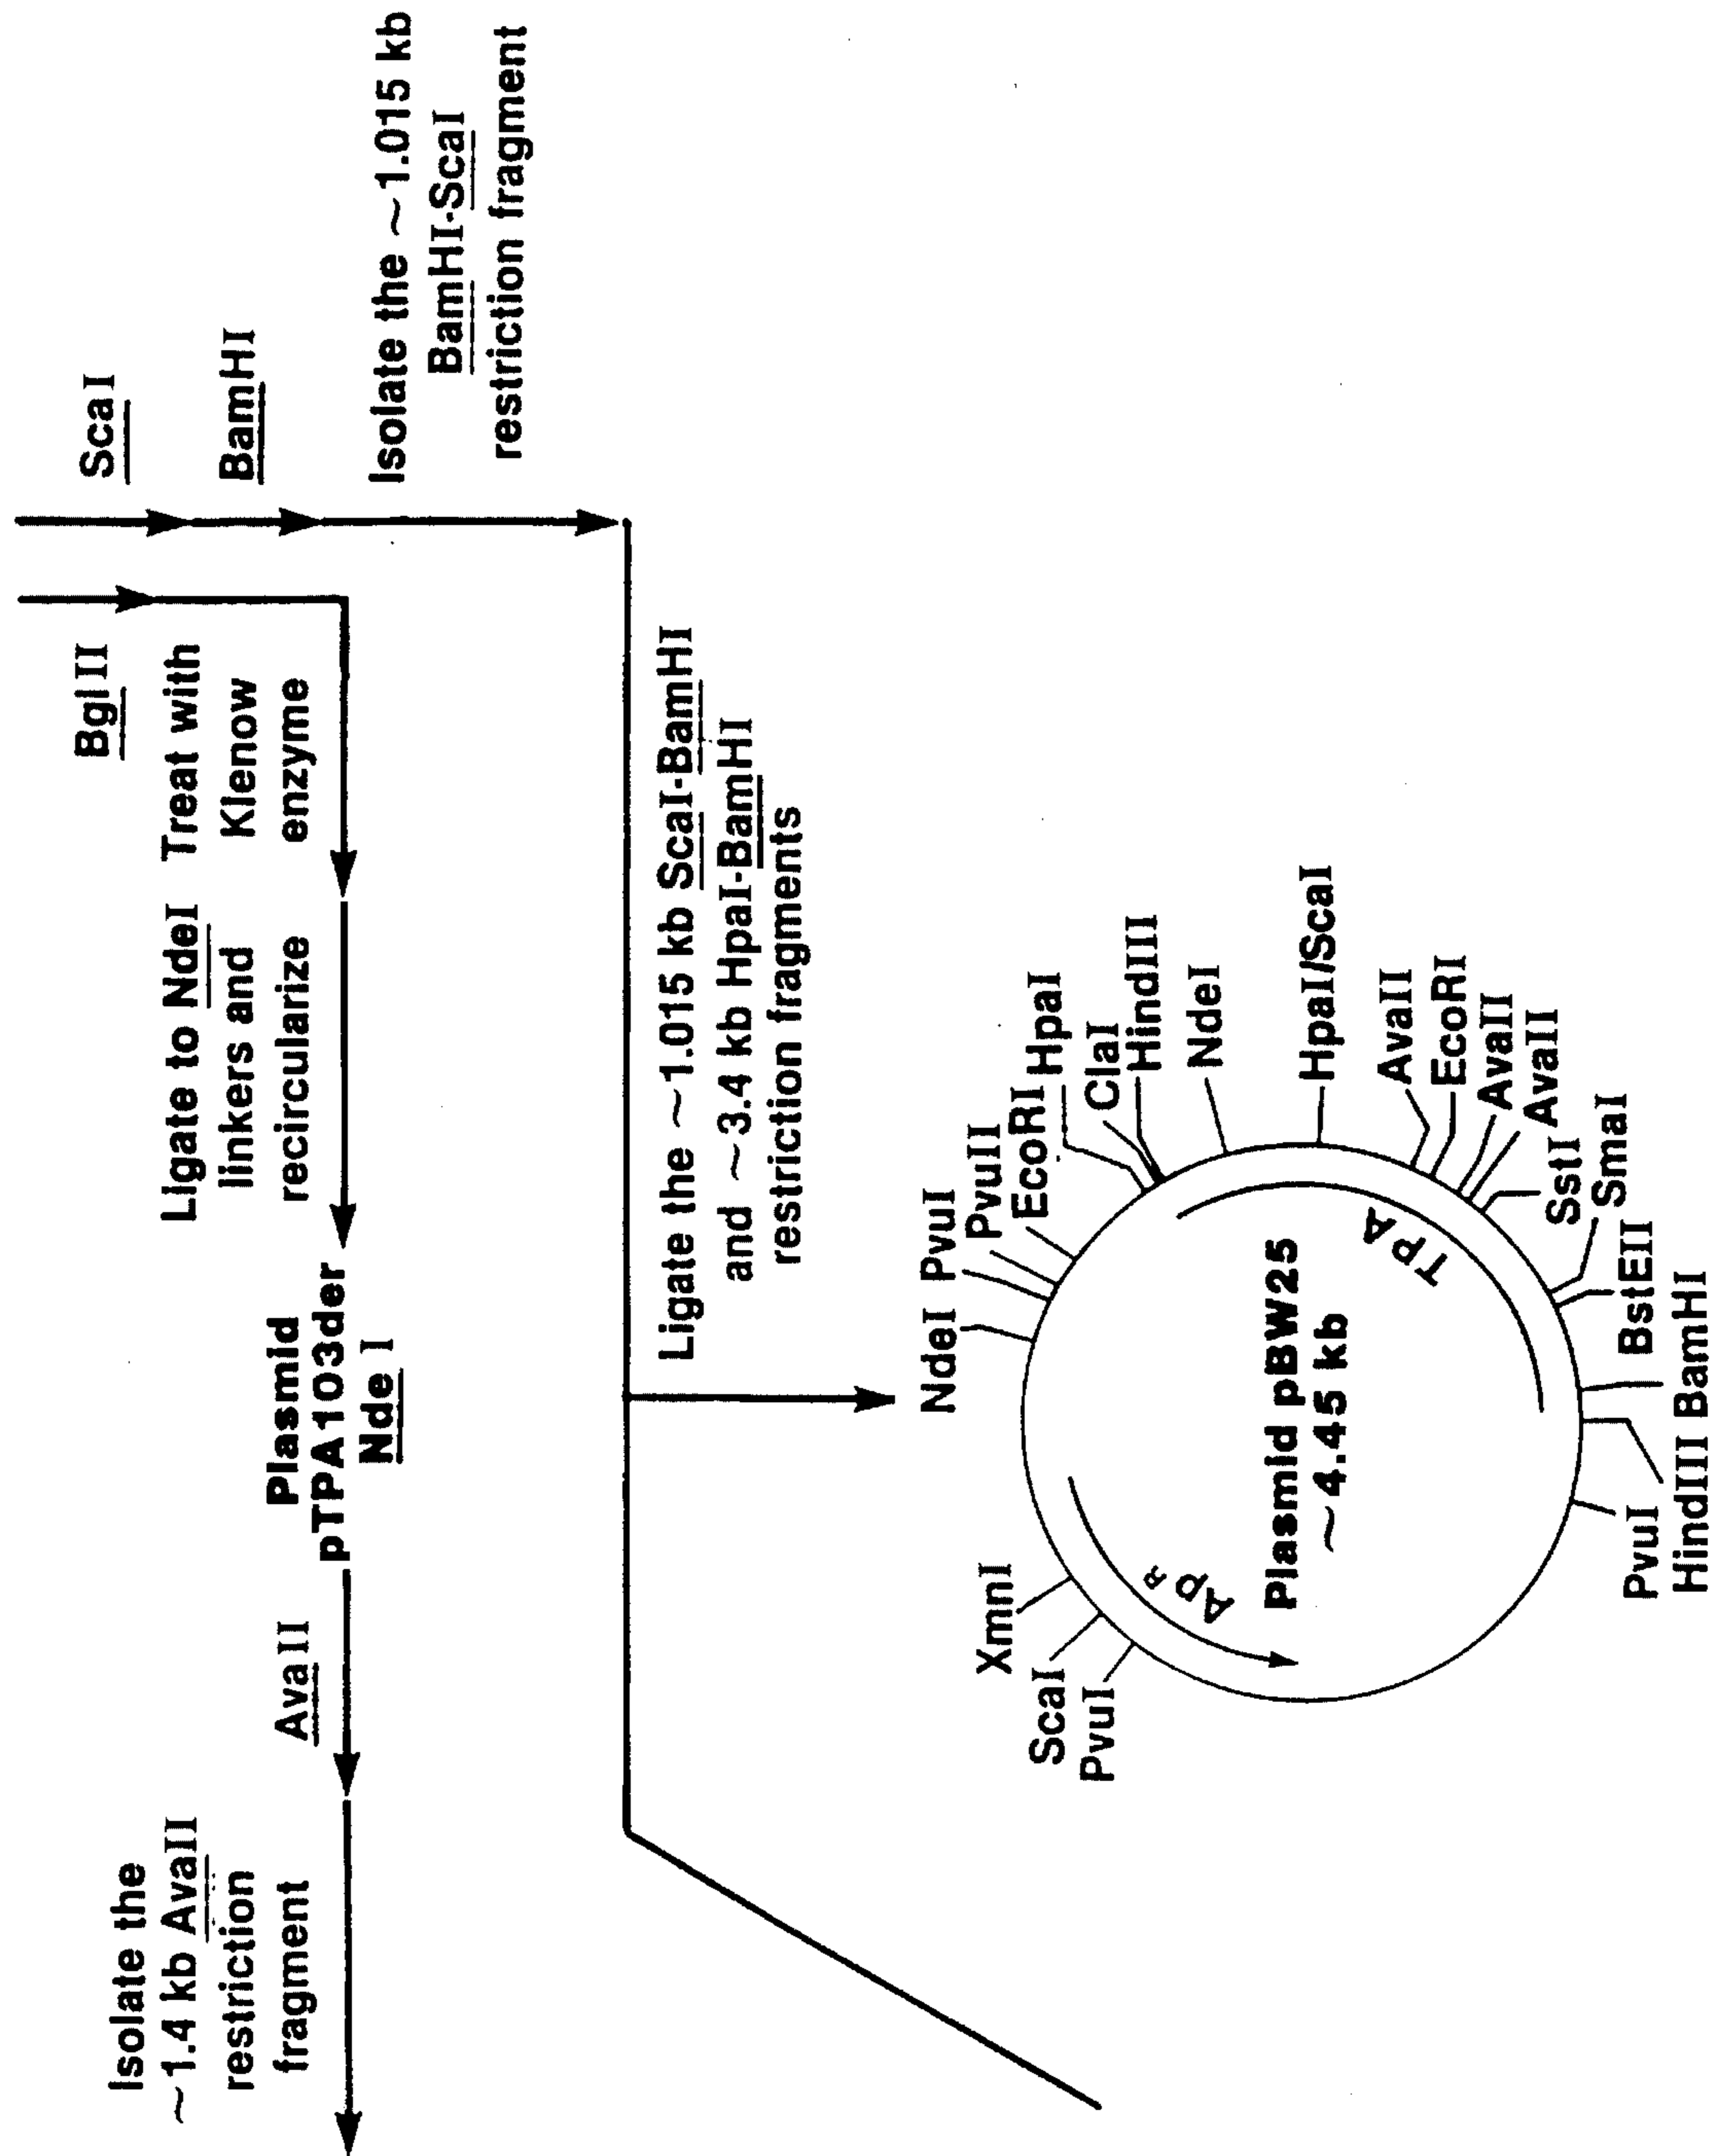 Isolate the
~1.4 kb AvaII
restriction
fragment
AvaII
Plasmid
pTPA103der
Nde I
Ligate to NdeI
linkers and
recircularize
Treat with
Klenow
enzyme
BglII
ScaI
BamHI
Isolate the ~1.015 kb
BamHI-ScaI
restriction fragment
Ligate the ~1.015 kb ScaI-BamHI
and ~3.4 kb HpaI-BamHI
restriction fragments
NdeI
PvuI
PvuII
EcoRI
HpaI
ClaI
HindIII
NdeI
HpaI/ScaI
AvaII
EcoRI
AvaII
AvaII
SstI
SmaI
BstEII
BamHI
HindIII
PvuI
XmnI
ScaI
PvuI
ApR
TPA
Plasmid pBW25
~4.45 kb